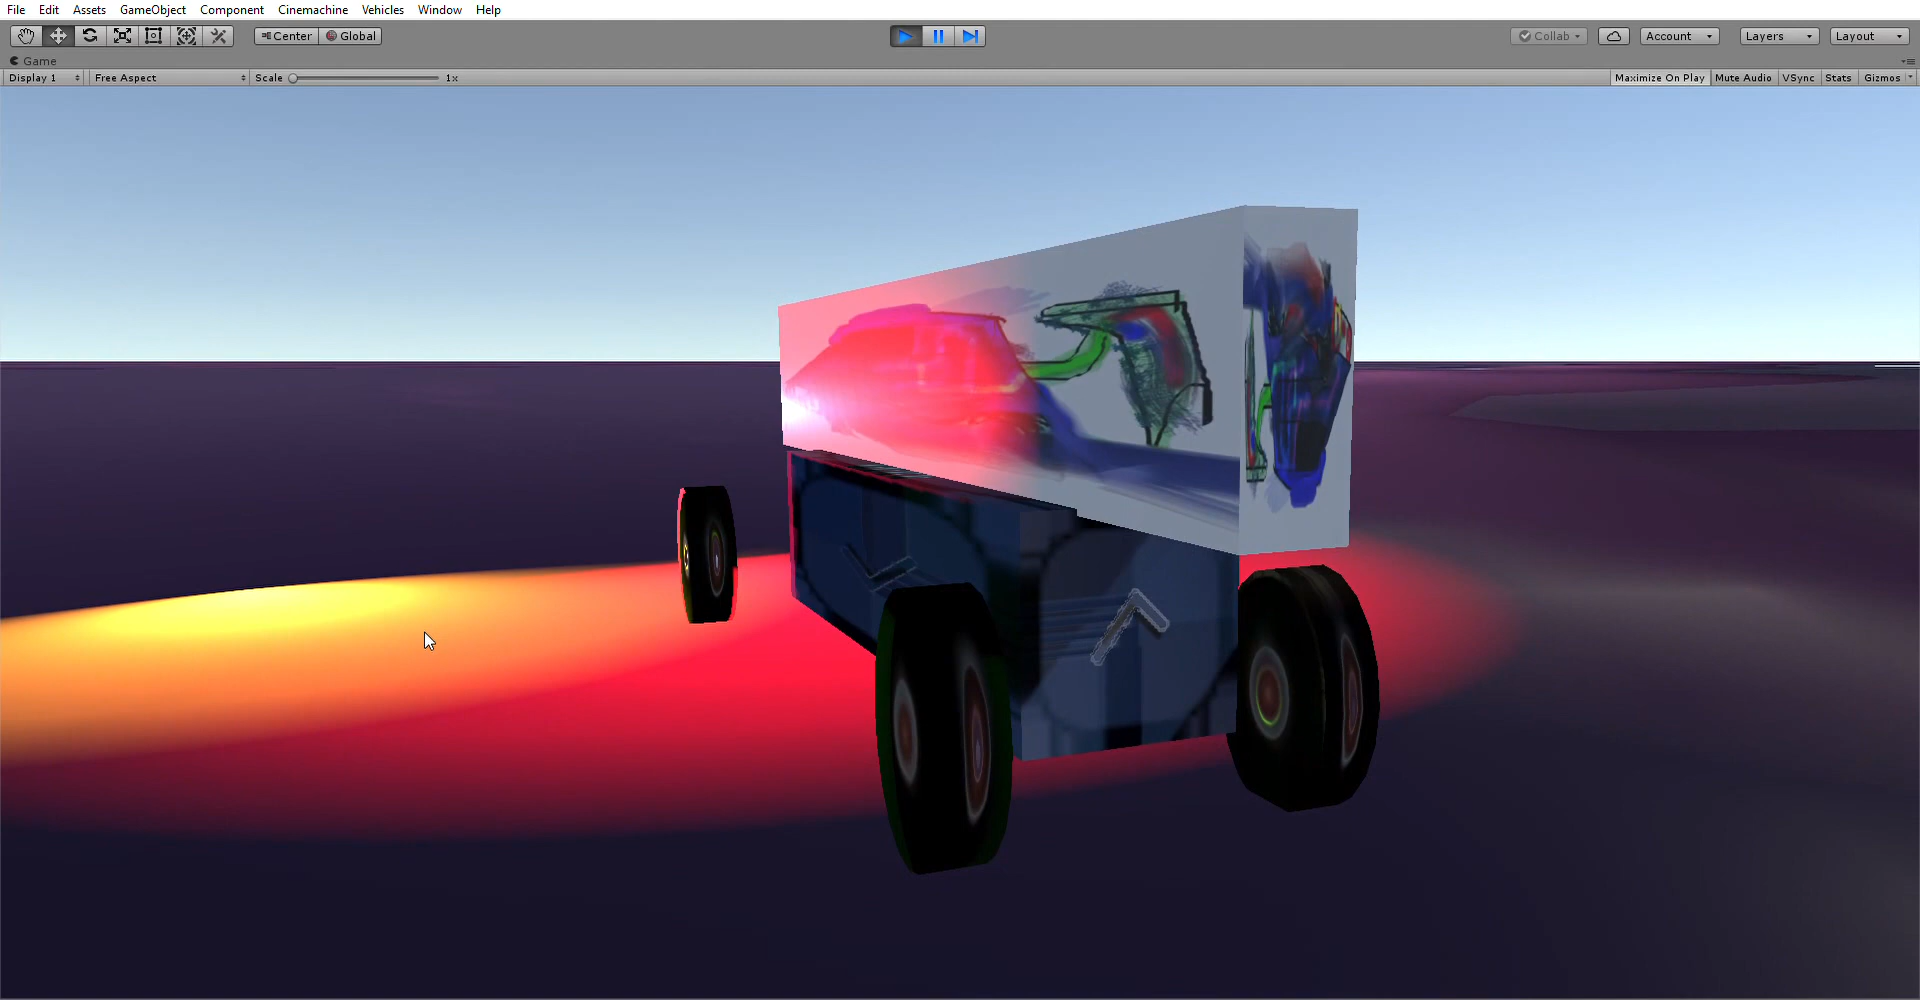 File Edit Assets GameObject Component Cinemachine Vehicles Window Help
Center Global Collab Account Layers Layout
Game
Display 1 Free Aspect Scale 1x Maximize On Play Mute Audio VSync Stats Gizmos